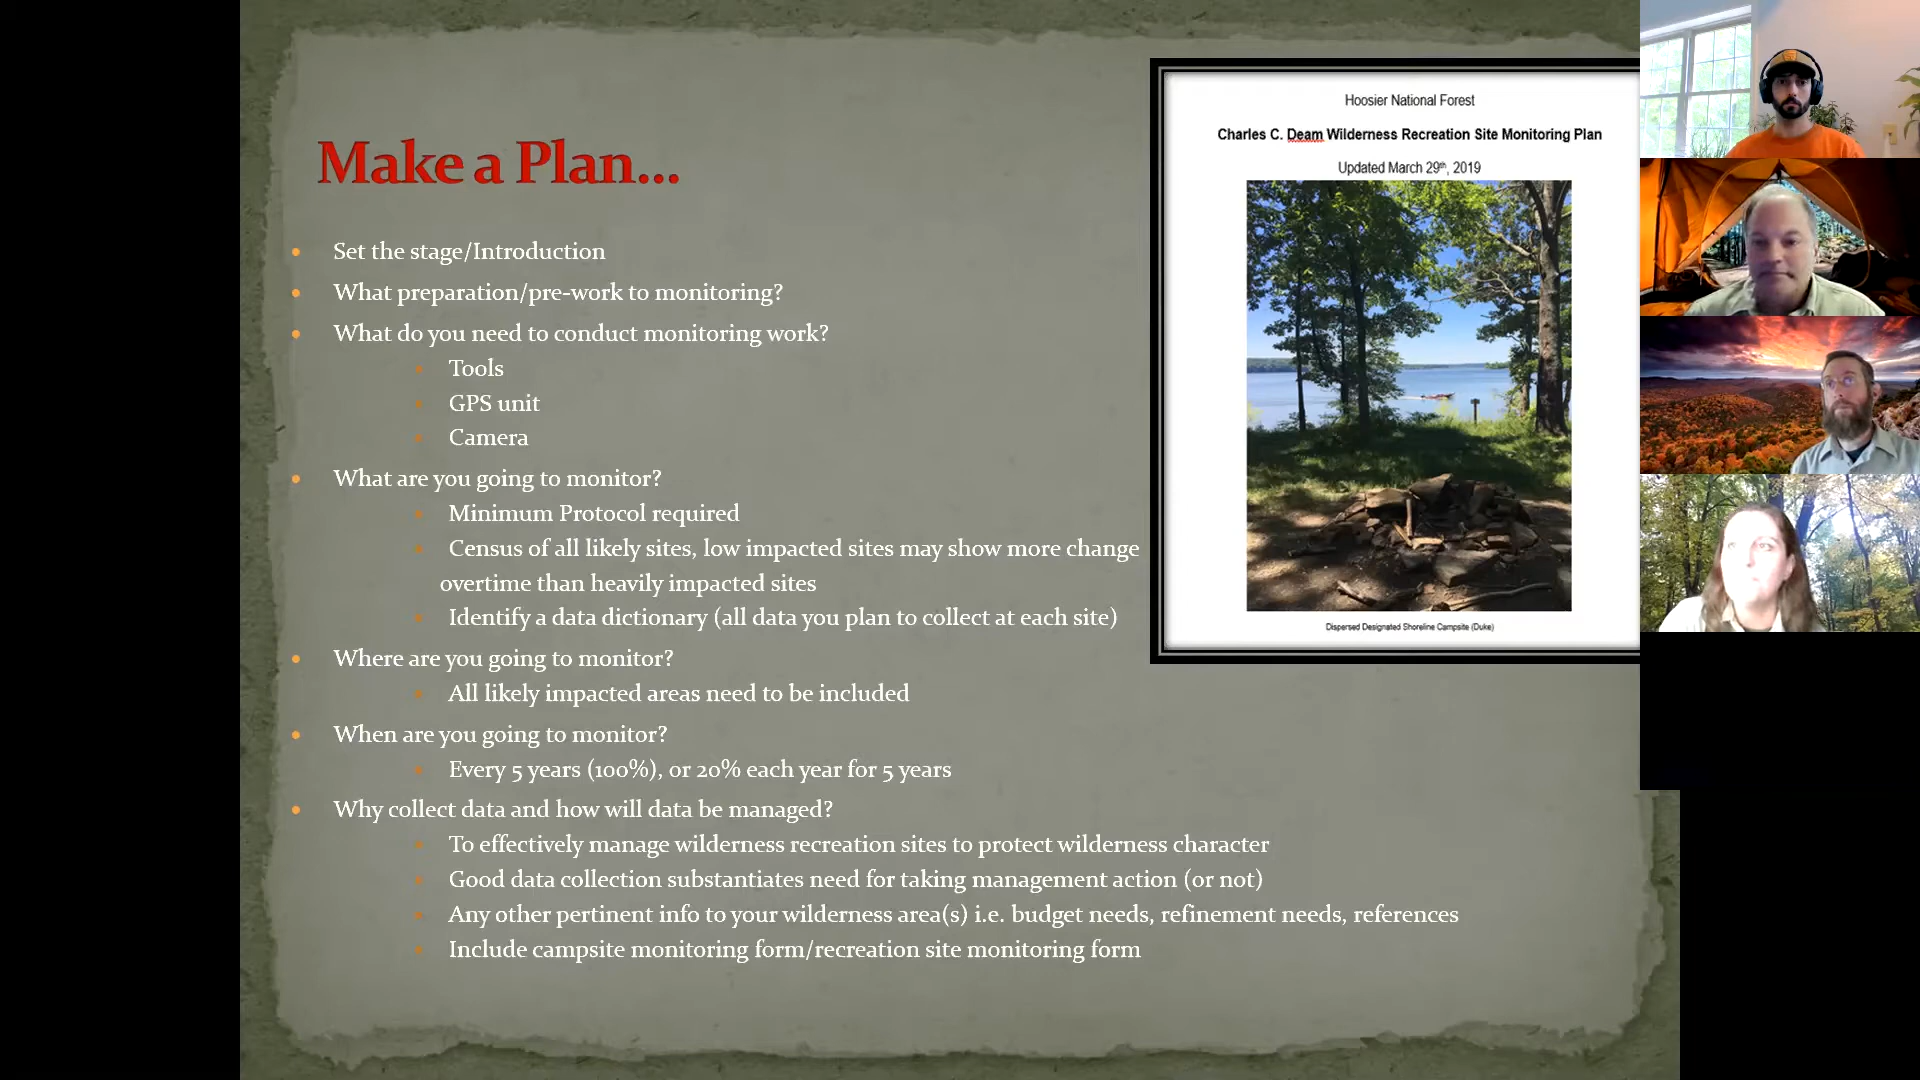 Make a Plan...
Set the stage/Introduction
What preparation/pre-work to monitoring?
What do you need to conduct monitoring work?
Tools
GPS unit
Camera
What are you going to monitor?
Minimum Protocol required
Census of all likely sites, low impacted sites may show more change
overtime than heavily impacted sites
Identify a data dictionary (all data you plan to collect at each site)
Where are you going to monitor?
All likely impacted areas need to be included
When are you going to monitor?
Every 5 years (100%), or 20% each year for 5 years
Why collect data and how will data be managed?
To effectively manage wilderness recreation sites to protect wilderness character
Good data collection substantiates need for taking management action (or not)
Any other pertinent info to your wilderness area(s) i.e. budget needs, refinement needs, references
Include campsite monitoring form/recreation site monitoring form
Hoosier National Forest
Charles C. Deam Wilderness Recreation Site Monitoring Plan
Updated March 29th, 2019
Dispersed Designated Shoreline Campsite (Duke)